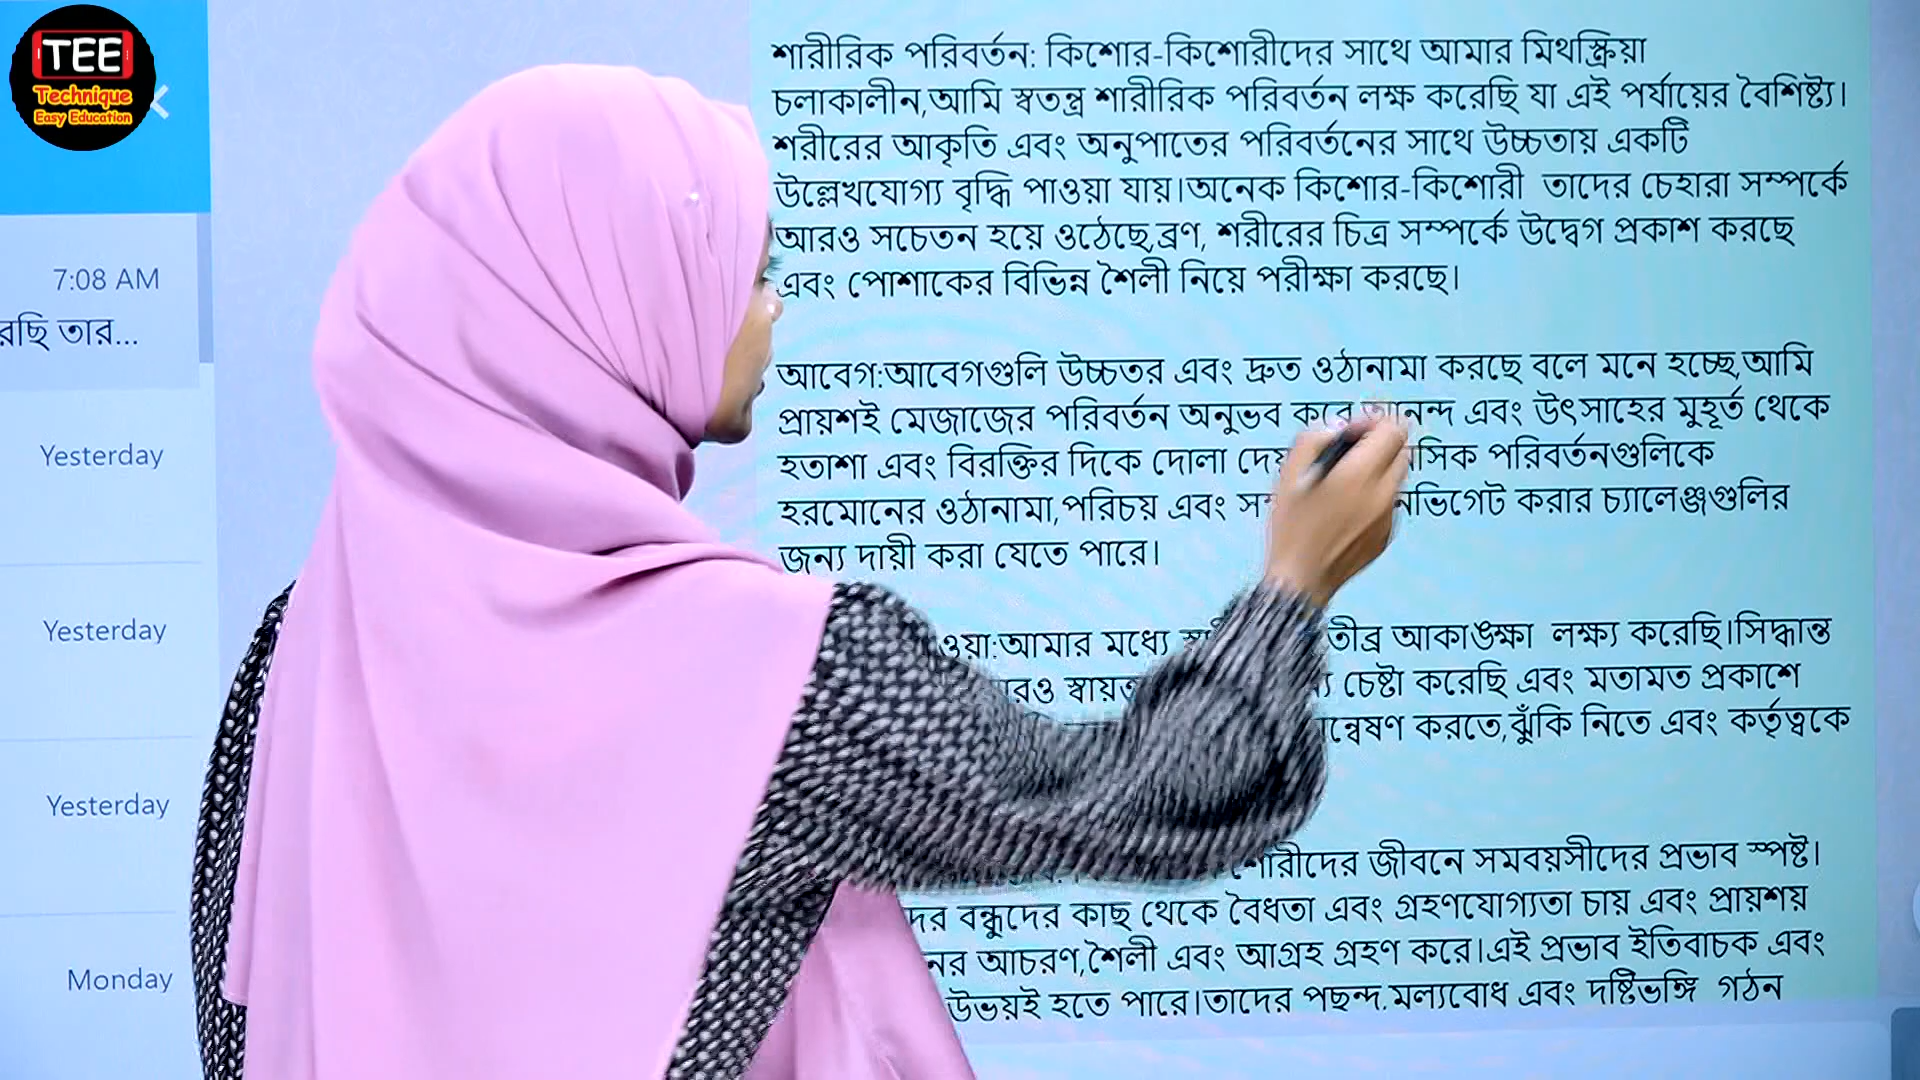 TEE
Technique
Easy Education
7:08 AM
তার...
Yesterday
Yesterday
Yesterday
Monday
শারীরিক পরিবর্তন: কিশোর-কিশোরীদের সাথে আমার মিথস্ক্রিয়া
চলাকালীন,আমি স্বতন্ত্র শারীরিক পরিবর্তন লক্ষ করেছি যা এই পর্যায়ের বৈশিষ্ট্য।
শরীরের আকৃতি এবং অনুপাতের পরিবর্তনের সাথে উচ্চতায় একটি
উল্লেখযোগ্য বৃদ্ধি পাওয়া যায়।অনেক কিশোর-কিশোরী তাদের চেহারা সম্পর্কে
আরও সচেতন হয়ে ওঠেছে,ব্রণ, শরীরের চিত্র সম্পর্কে উদ্বেগ প্রকাশ করছে
এবং পোশাকের বিভিন্ন শৈলী নিয়ে পরীক্ষা করছে।
আবেগ:আবেগগুলি উচ্চতর এবং দ্রুত ওঠানামা করছে বলে মনে হচ্ছে,আমি
প্রায়শই মেজাজের পরিবর্তন অনুভব করে আনন্দ এবং উৎসাহের মুহূর্ত থেকে
হতাশা এবং বিরক্তির দিকে দোলা পরিবর্তনগুলিকে
হরমোনের ওঠানামা,পরিচয় এবং করার চ্যালেঞ্জগুলির
জন্য দায়ী করা যেতে পারে।
আমার মধ্যে তীব্র আকাঙ্ক্ষা লক্ষ্য করেছি।সিদ্ধান্ত
চেষ্টা করেছি এবং মতামত প্রকাশে
করতে,ঝুঁকি নিতে এবং কর্তৃত্বকে
জীবনে সমবয়সীদের প্রভাব স্পষ্ট।
বন্ধুদের কাছ থেকে বৈধতা এবং গ্রহণযোগ্যতা চায় এবং প্রায়শয়
আচরণ,শৈলী এবং আগ্রহ গ্রহণ করে।এই প্রভাব ইতিবাচক এবং
উভয়ই হতে পারে।তাদের পছন্দ,মূল্যবোধ এবং দৃষ্টিভঙ্গি গঠন